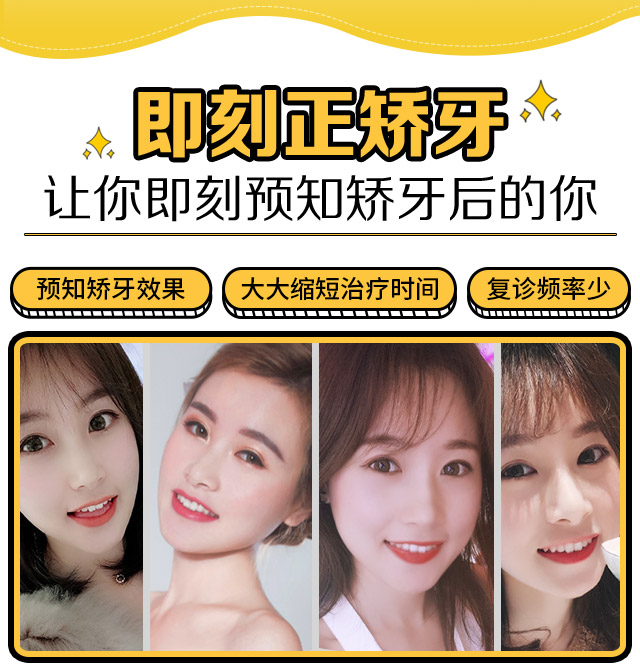 即刻正矫牙
让你即刻预知矫牙后的你
预知矫牙效果
大大缩短治疗时间
复诊频率少